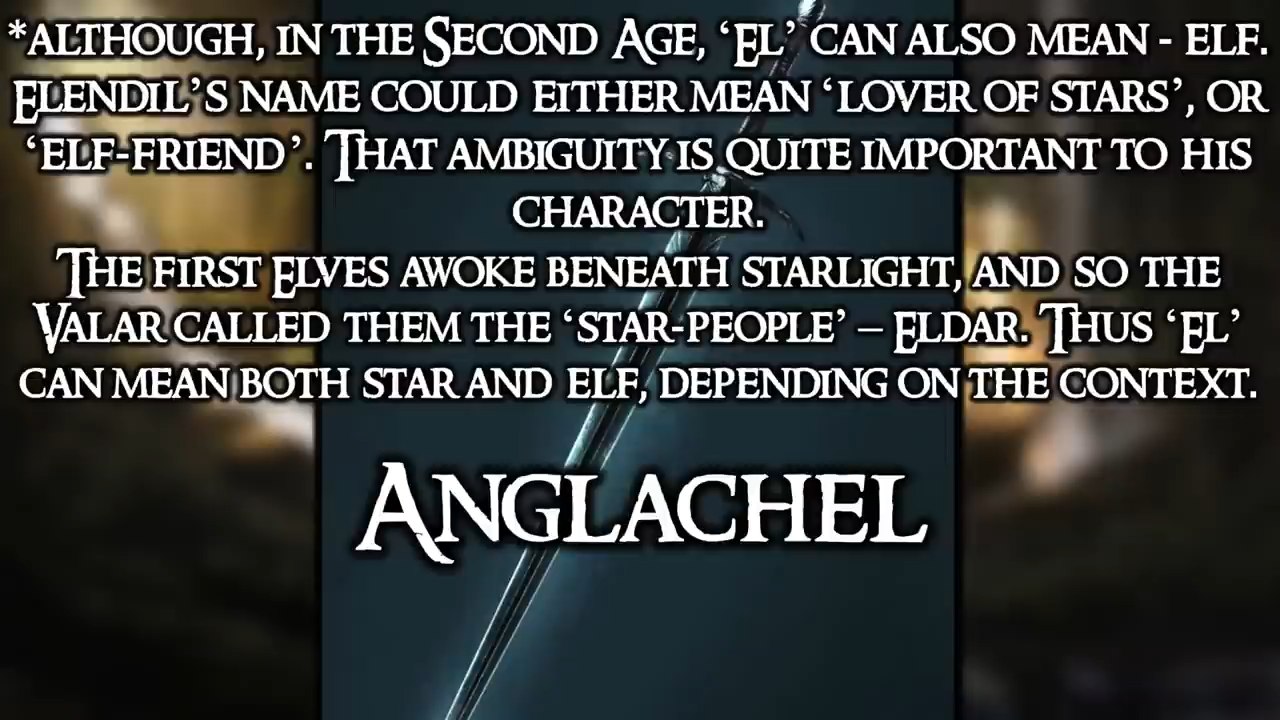 *although, in the Second Age, ‘El’ can also mean - elf.
Elendil’s name could either mean ‘lover of stars’, or
‘elf-friend’. That ambiguity is quite important to his
character.
The first Elves awoke beneath starlight, and so the
Valar called them the ‘star-people’ – Eldar. Thus ‘El’
can mean both star and elf, depending on the context.
Anglachel